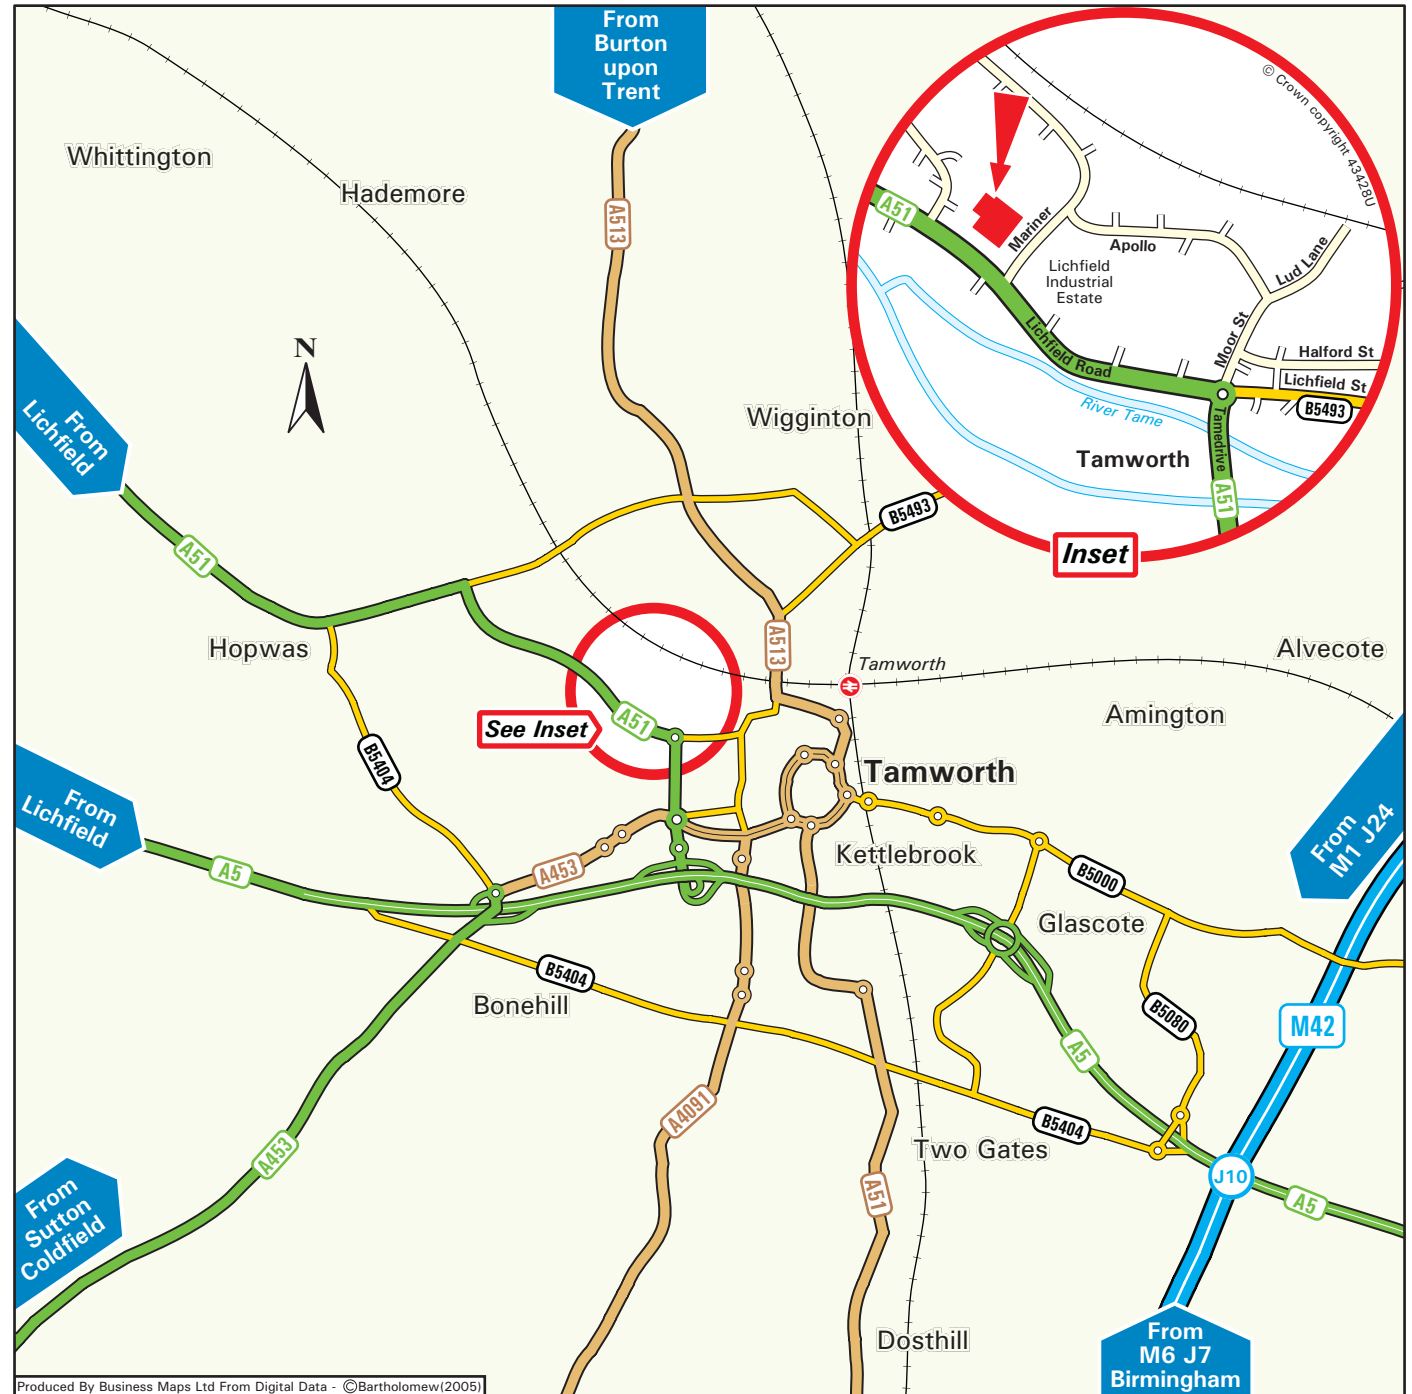 From
Burton
upon
Trent
© Crown copyright 43428U
Whittington
Hademore
A513
A51
Mariner
Apollo
Lichfield
Industrial
Estate
Lud Lane
Moor St
Lichfield Road
Halford St
Lichfield St
B5493
River Tame
Tamedrive
Tamworth
A51
Inset
N
From
Lichfield
Wigginton
B5493
A51
Hopwas
A513
Tamworth
Alvecote
Amington
See Inset
A51
B5404
Tamworth
From
Lichfield
A5
A453
Kettlebrook
B5000
From
M1 J24
Glascote
B5404
Bonehill
B5080
M42
A5
A4091
B5404
Two Gates
A453
J10
A5
A51
From
Sutton
Coldfield
Dosthill
From
M6 J7
Birmingham
Produced By Business Maps Ltd From Digital Data - ©Bartholomew(2005)